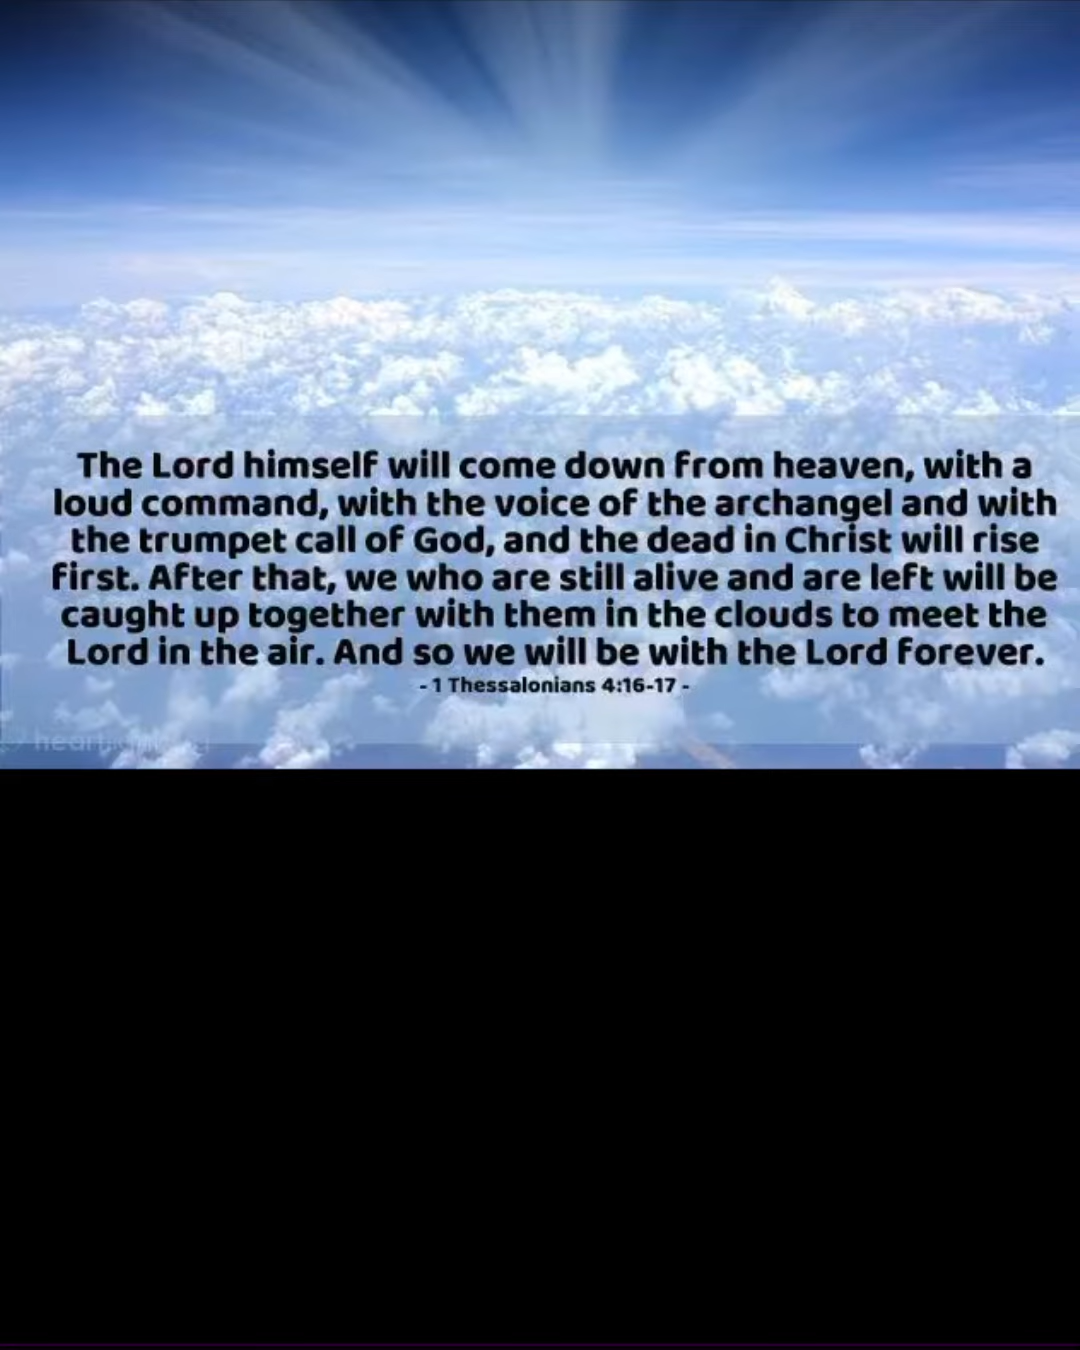 The Lord himself will come down from heaven, with a
loud command, with the voice of the archangel and with
the trumpet call of God, and the dead in Christ will rise
first. After that, we who are still alive and are left will be
caught up together with them in the clouds to meet the
Lord in the air. And so we will be with the Lord forever.
- 1 Thessalonians 4:16-17 -